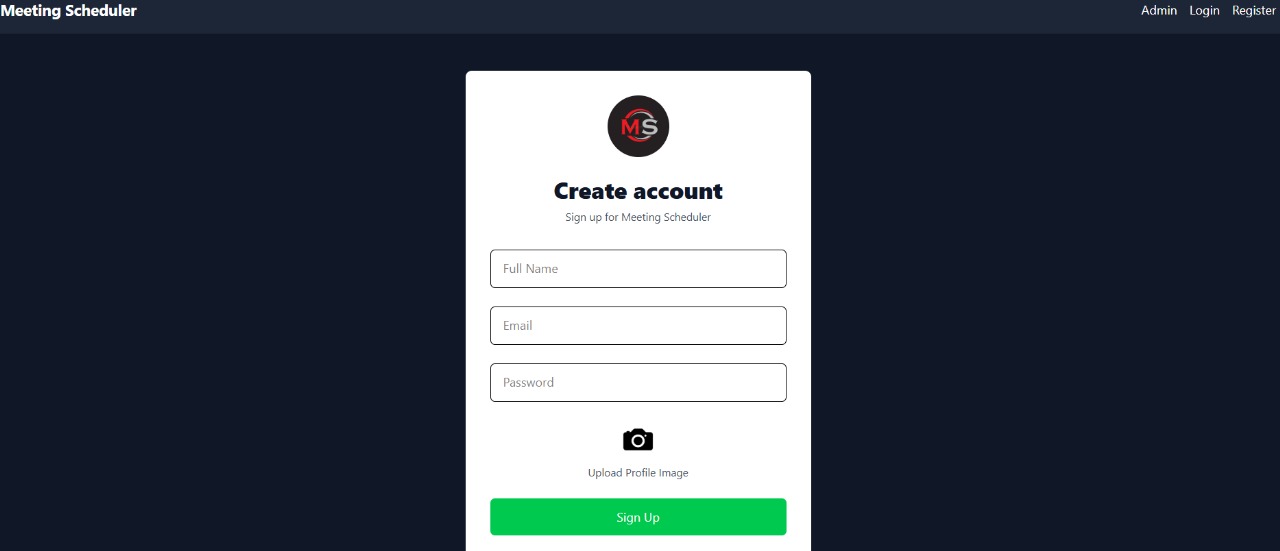 Meeting Scheduler
Admin Login Register
MS
Create account
Sign up for Meeting Scheduler
Full Name
Email
Password
Upload Profile Image
Sign Up